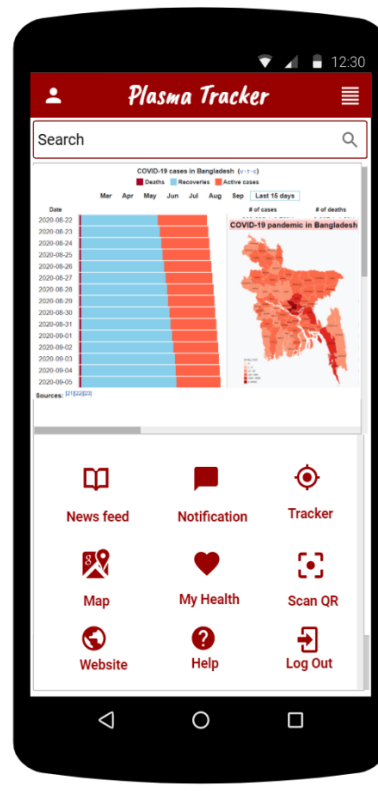 12:30
Plasma Tracker
Search
COVID-19 cases in Bangladesh (v·t·e)
Deaths Recoveries Active cases
Mar Apr May Jun Jul Aug Sep Last 15 days
Date # of cases # of deaths
2020-08-22
COVID-19 pandemic in Bangladesh
2020-08-23
2020-08-24
2020-08-25
2020-08-26
2020-08-27
2020-08-28
2020-08-29
2020-08-30
2020-08-31
2020-09-01
2020-09-02
2020-09-03
2020-09-04
2020-09-05
Sources: [21][22][23]
News feed Notification Tracker
Map My Health Scan QR
Website Help Log Out